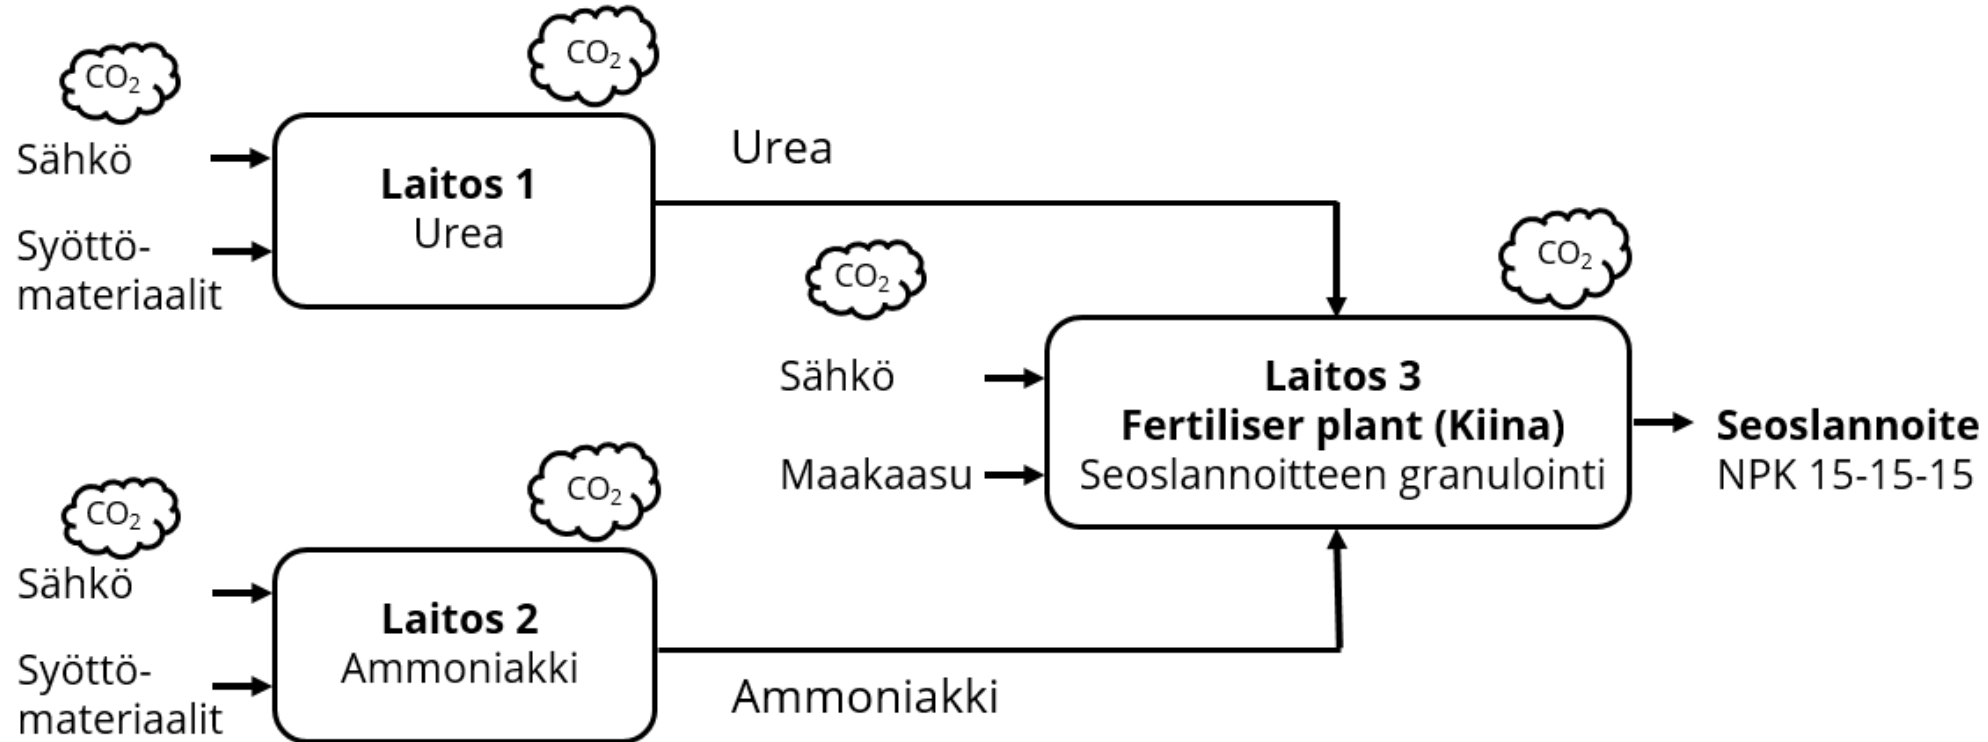 CO₂
CO₂
Sähkö
Syöttö-
materiaalit
Laitos 1
Urea
Urea
CO₂
CO₂
Sähkö
Maakaasu
Laitos 3
Fertiliser plant (Kiina)
Seoslannoitteen granulointi
Seoslannoite
NPK 15-15-15
CO₂
CO₂
Sähkö
Syöttö-
materiaalit
Laitos 2
Ammoniakki
Ammoniakki